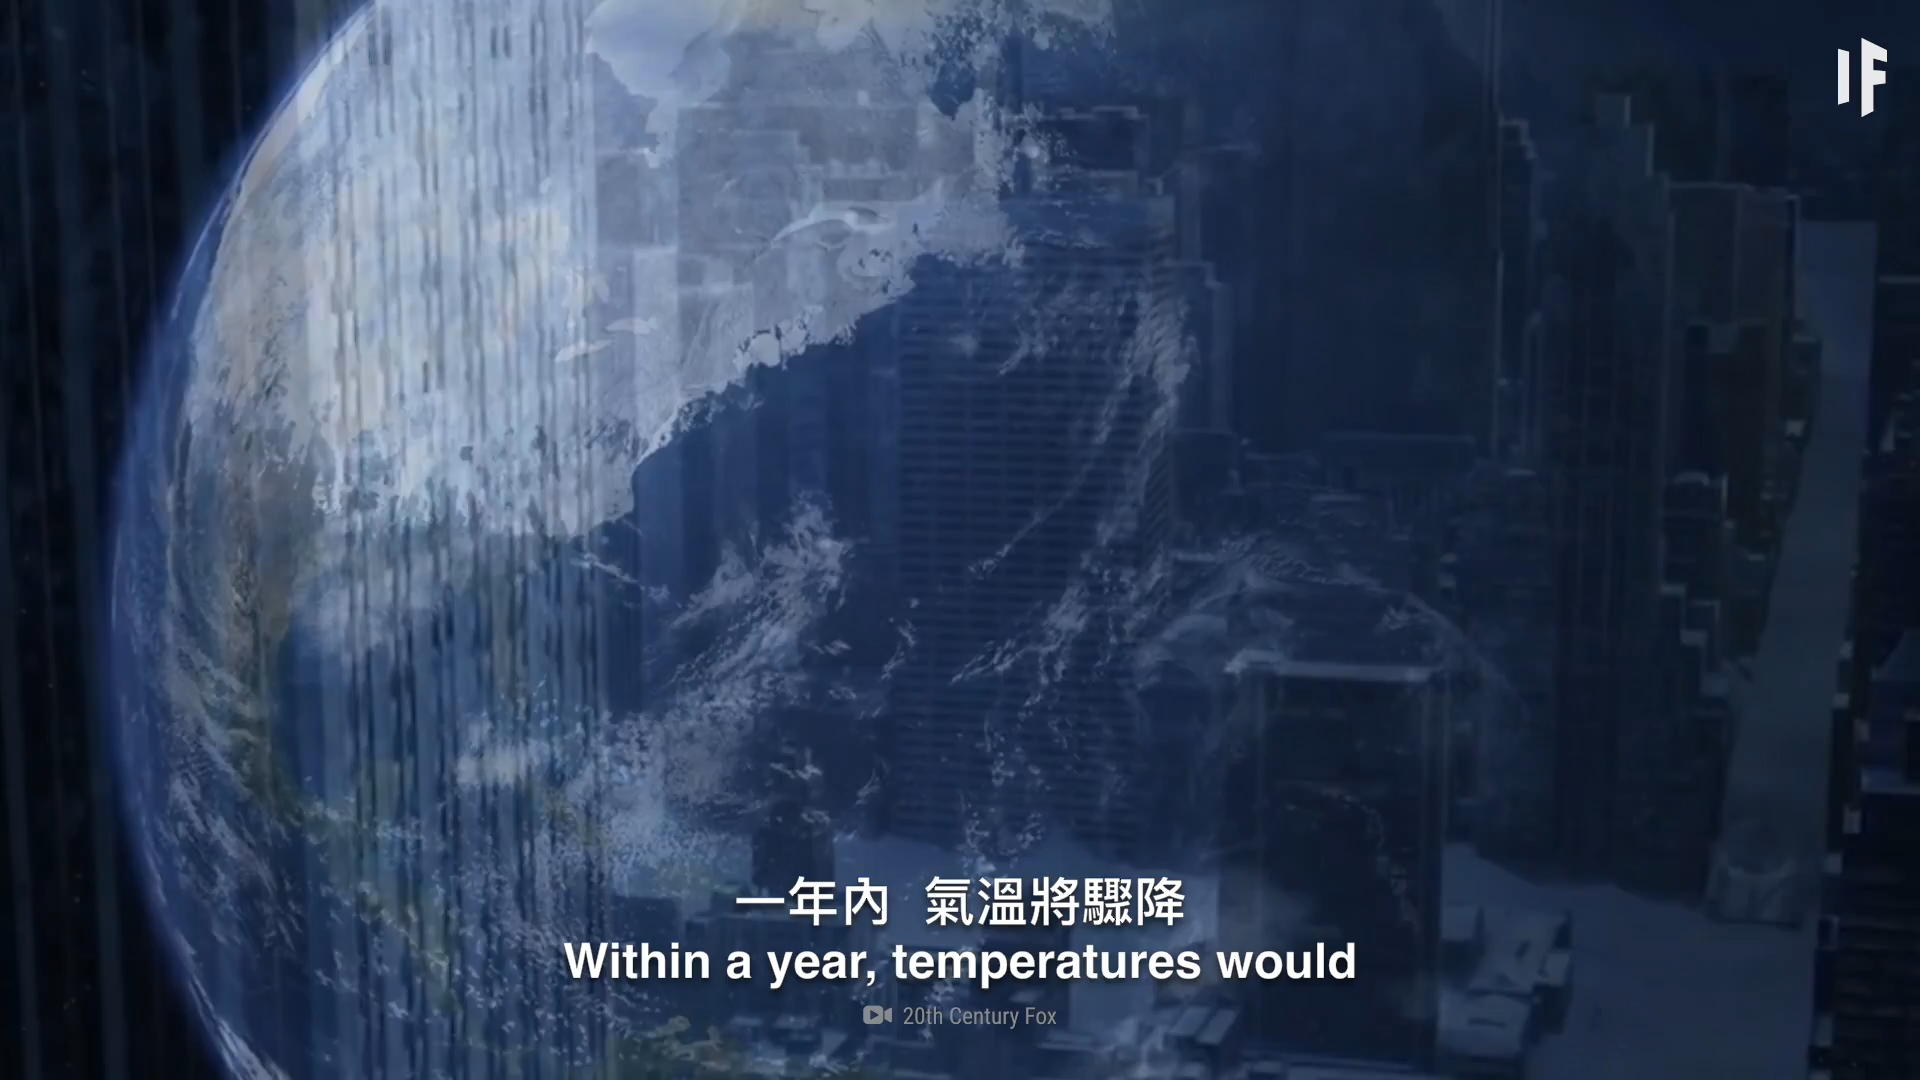 IF
一年內 氣溫將驟降
Within a year, temperatures would
20th Century Fox